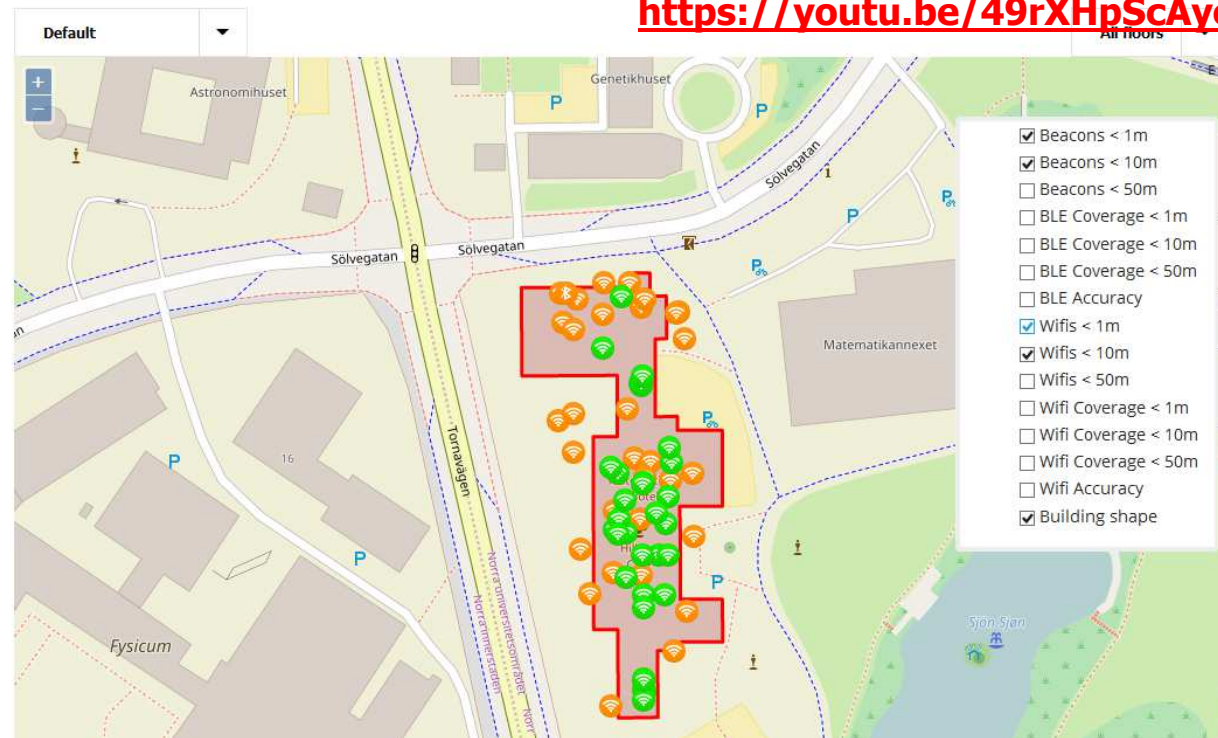 https://youtu.be/49rXHpScAy
Default
All floors
+
−
Astronomihuset
Genetikhuset
P
P
Sölvegatan
i
P
P
P
Sölvegatan
Sölvegatan
Matematikannexet
P
Tornavägen
16
P
P
P
Norra universitetsområdet
Norra innerstaden
Norr
Fysicum
Sjön Sjøn
Beacons < 1m
Beacons < 10m
Beacons < 50m
BLE Coverage < 1m
BLE Coverage < 10m
BLE Coverage < 50m
BLE Accuracy
Wifis < 1m
Wifis < 10m
Wifis < 50m
Wifi Coverage < 1m
Wifi Coverage < 10m
Wifi Coverage < 50m
Wifi Accuracy
Building shape